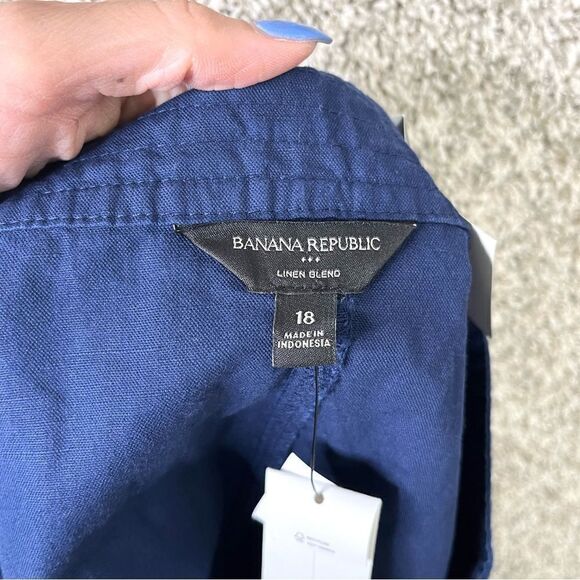 BANANA REPUBLIC
LINEN BLEND
18
MADE IN
INDONESIA